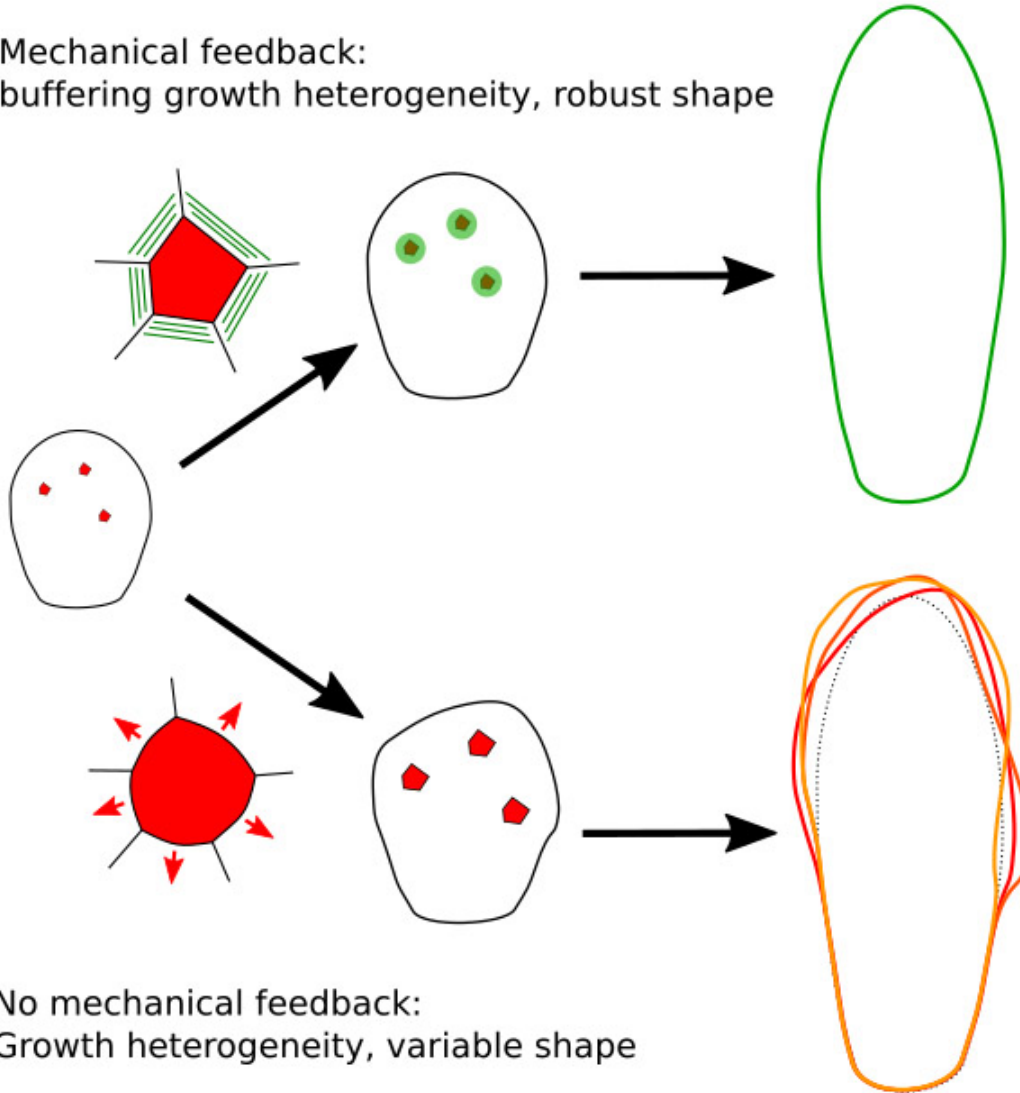 Mechanical feedback:
buffering growth heterogeneity, robust shape
No mechanical feedback:
Growth heterogeneity, variable shape